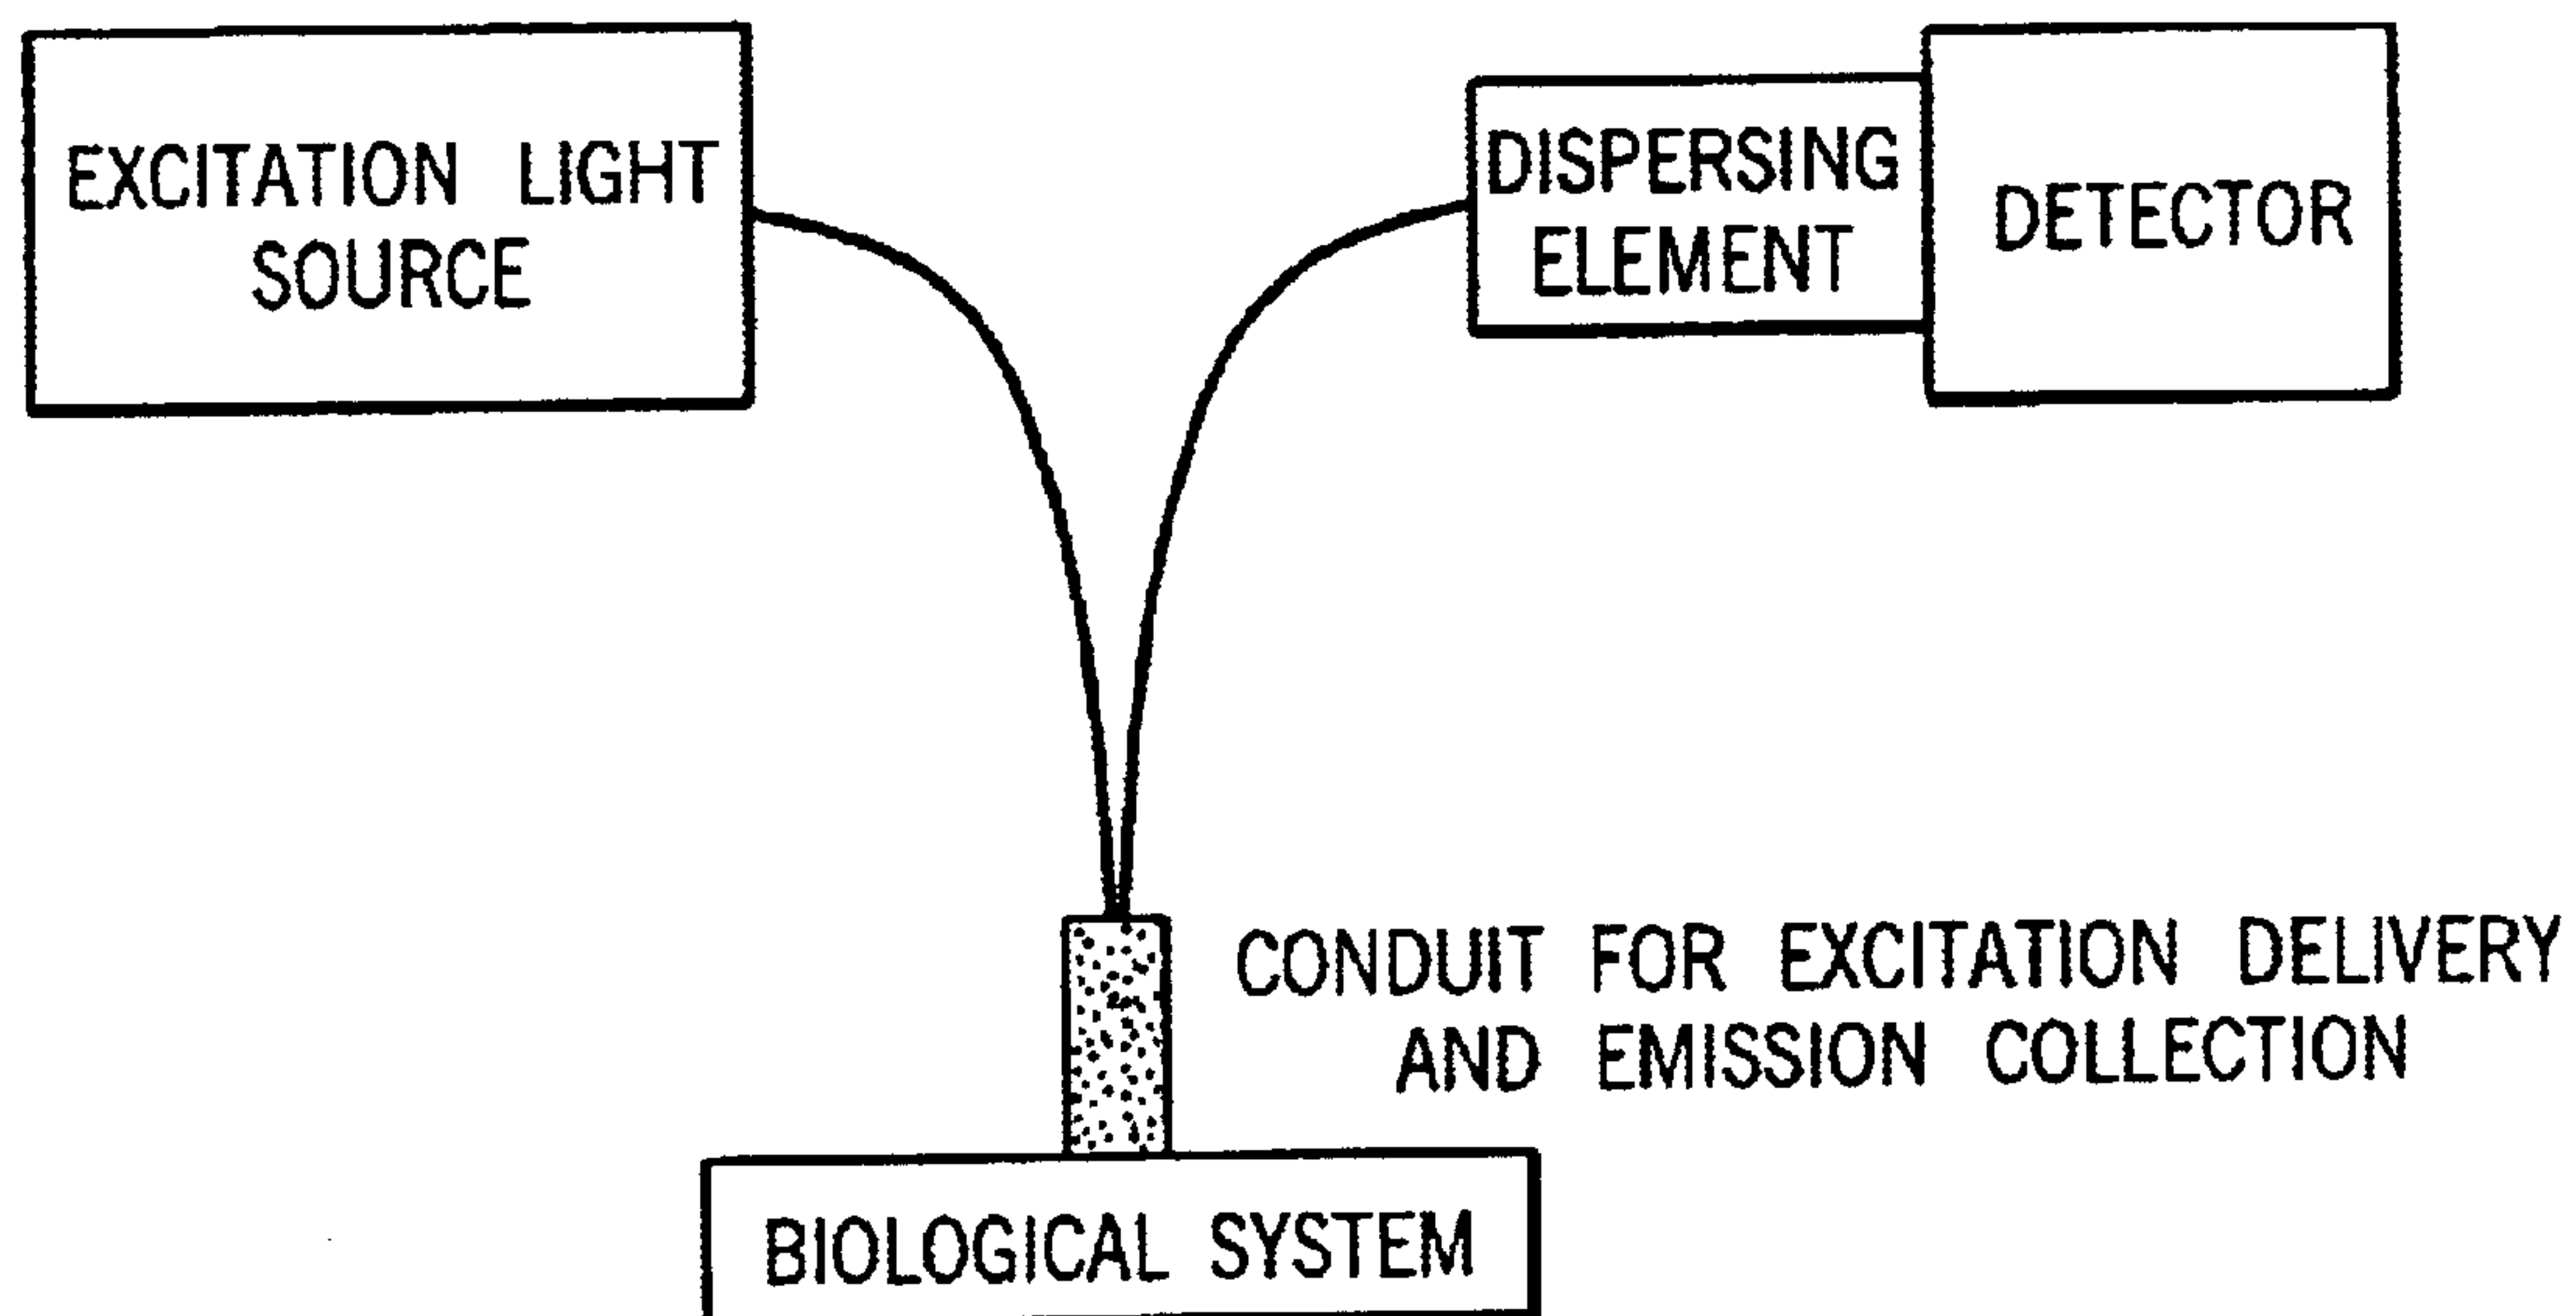 EXCITATION LIGHT
SOURCE
DISPERSING
ELEMENT
DETECTOR
CONDUIT FOR EXCITATION DELIVERY
AND EMISSION COLLECTION
BIOLOGICAL SYSTEM